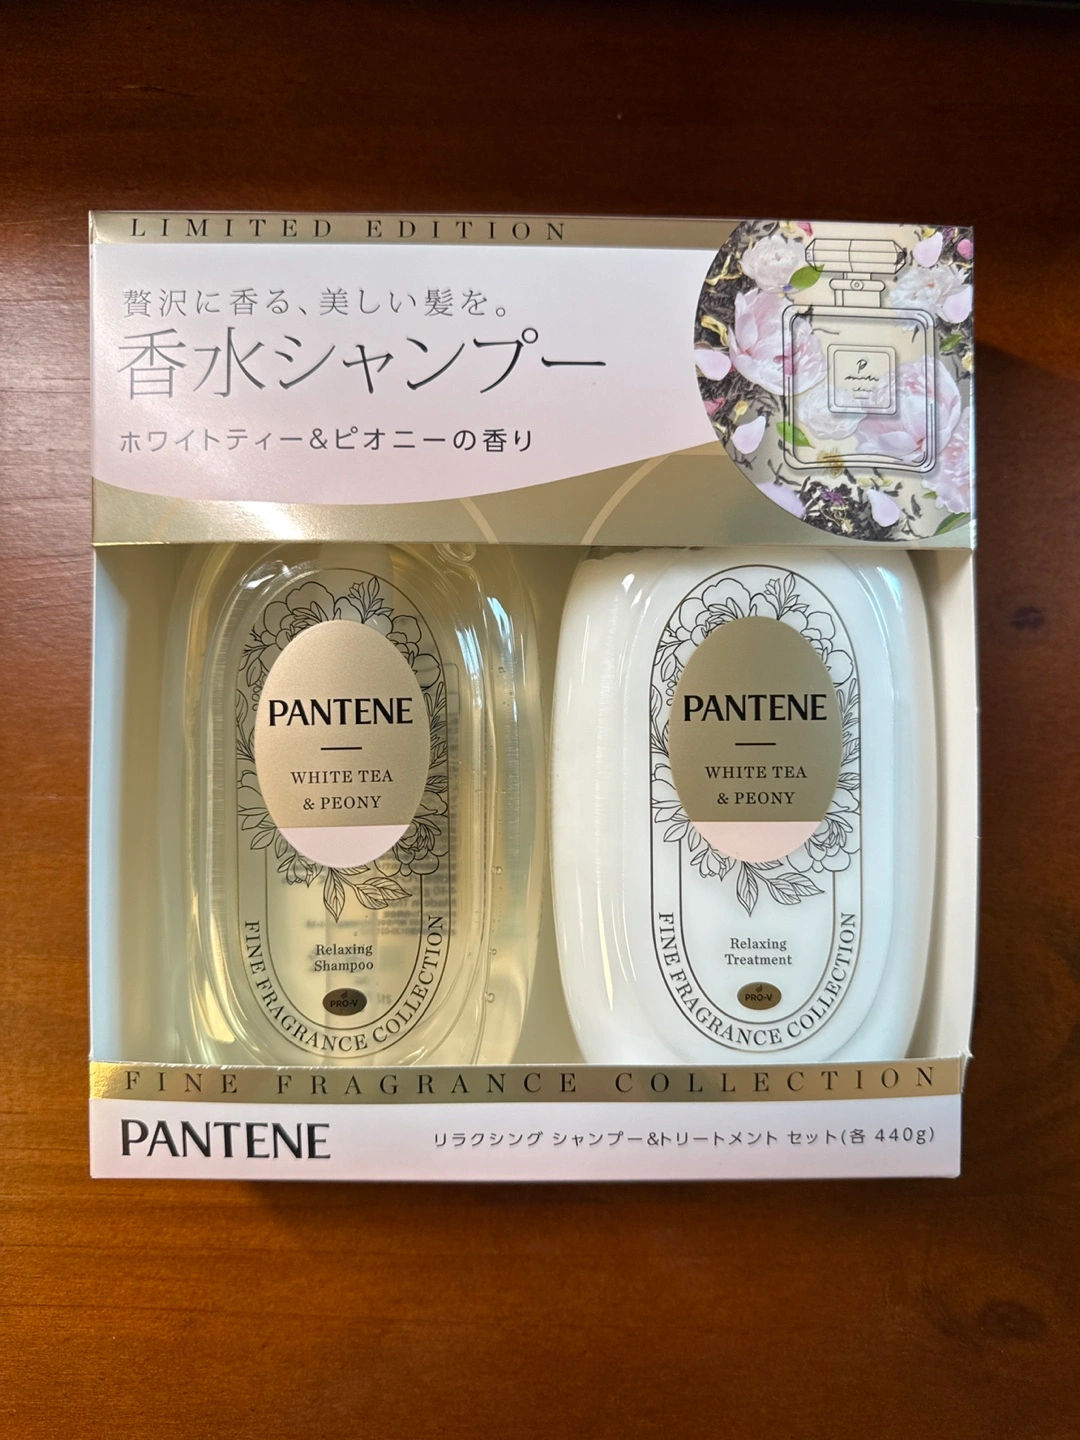 LIMITED EDITION
贅沢に香る、美しい髪を。
香水シャンプー
ホワイトティー&ピオニーの香り
P
PANTENE
WHITE TEA
& PEONY
Relaxing
Shampoo
PRO-V
FINE FRAGRANCE COLLECTION
PANTENE
WHITE TEA
& PEONY
Relaxing
Treatment
PRO-V
FINE FRAGRANCE COLLECTION
FINE FRAGRANCE COLLECTION
PANTENE
リラクシング シャンプー&トリートメント セット(各 440g)